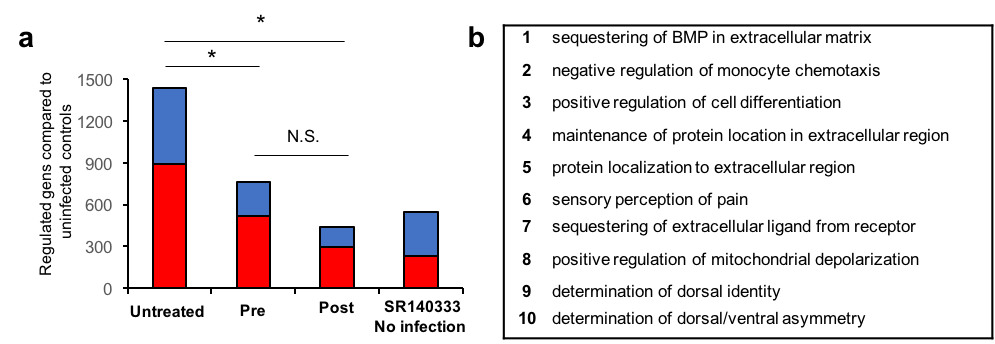 a
*
*
N.S.
Regulated gens compared to
uninfected controls
1500
1200
900
600
300
0
Untreated
Pre
Post
SR140333
No infection
b
1 sequestering of BMP in extracellular matrix
2 negative regulation of monocyte chemotaxis
3 positive regulation of cell differentiation
4 maintenance of protein location in extracellular region
5 protein localization to extracellular region
6 sensory perception of pain
7 sequestering of extracellular ligand from receptor
8 positive regulation of mitochondrial depolarization
9 determination of dorsal identity
10 determination of dorsal/ventral asymmetry